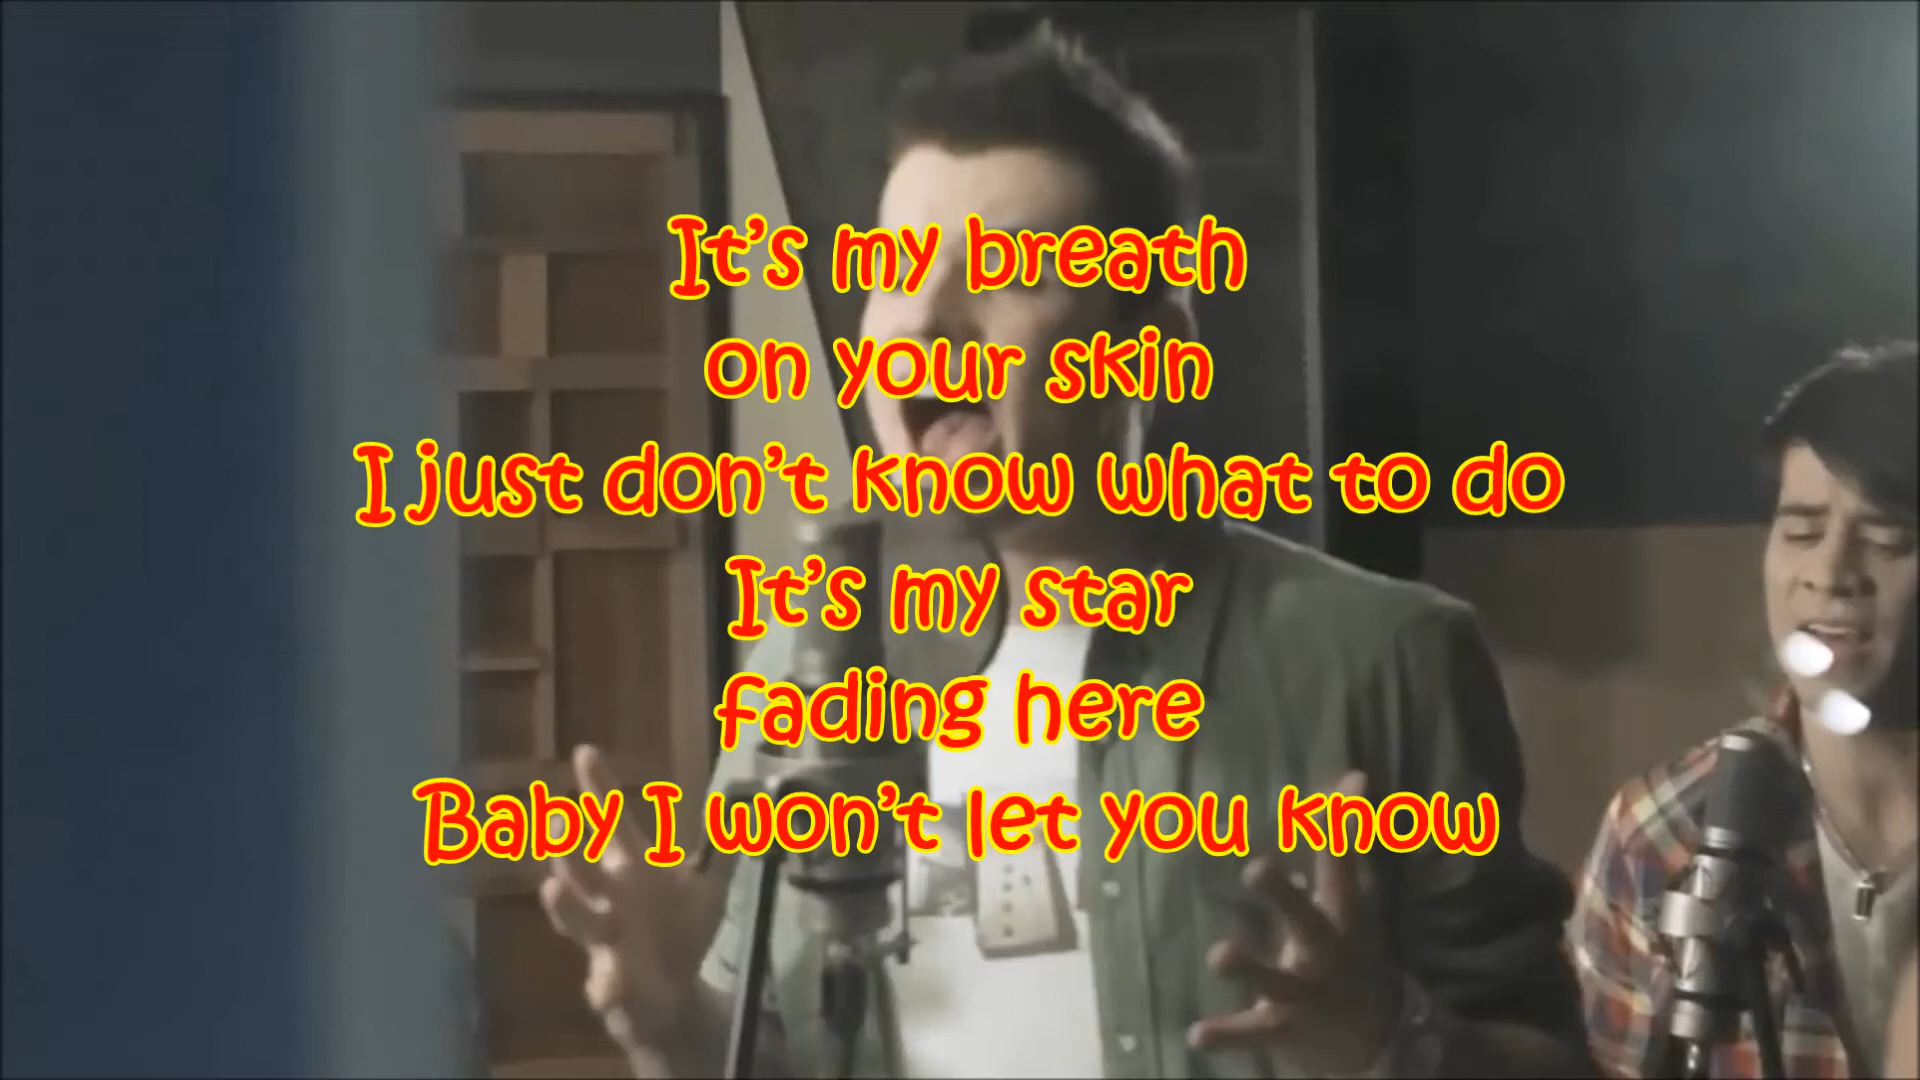 It's my breath
on your skin
I just don't know what to do
It's my star
fading here
Baby I won't let you know